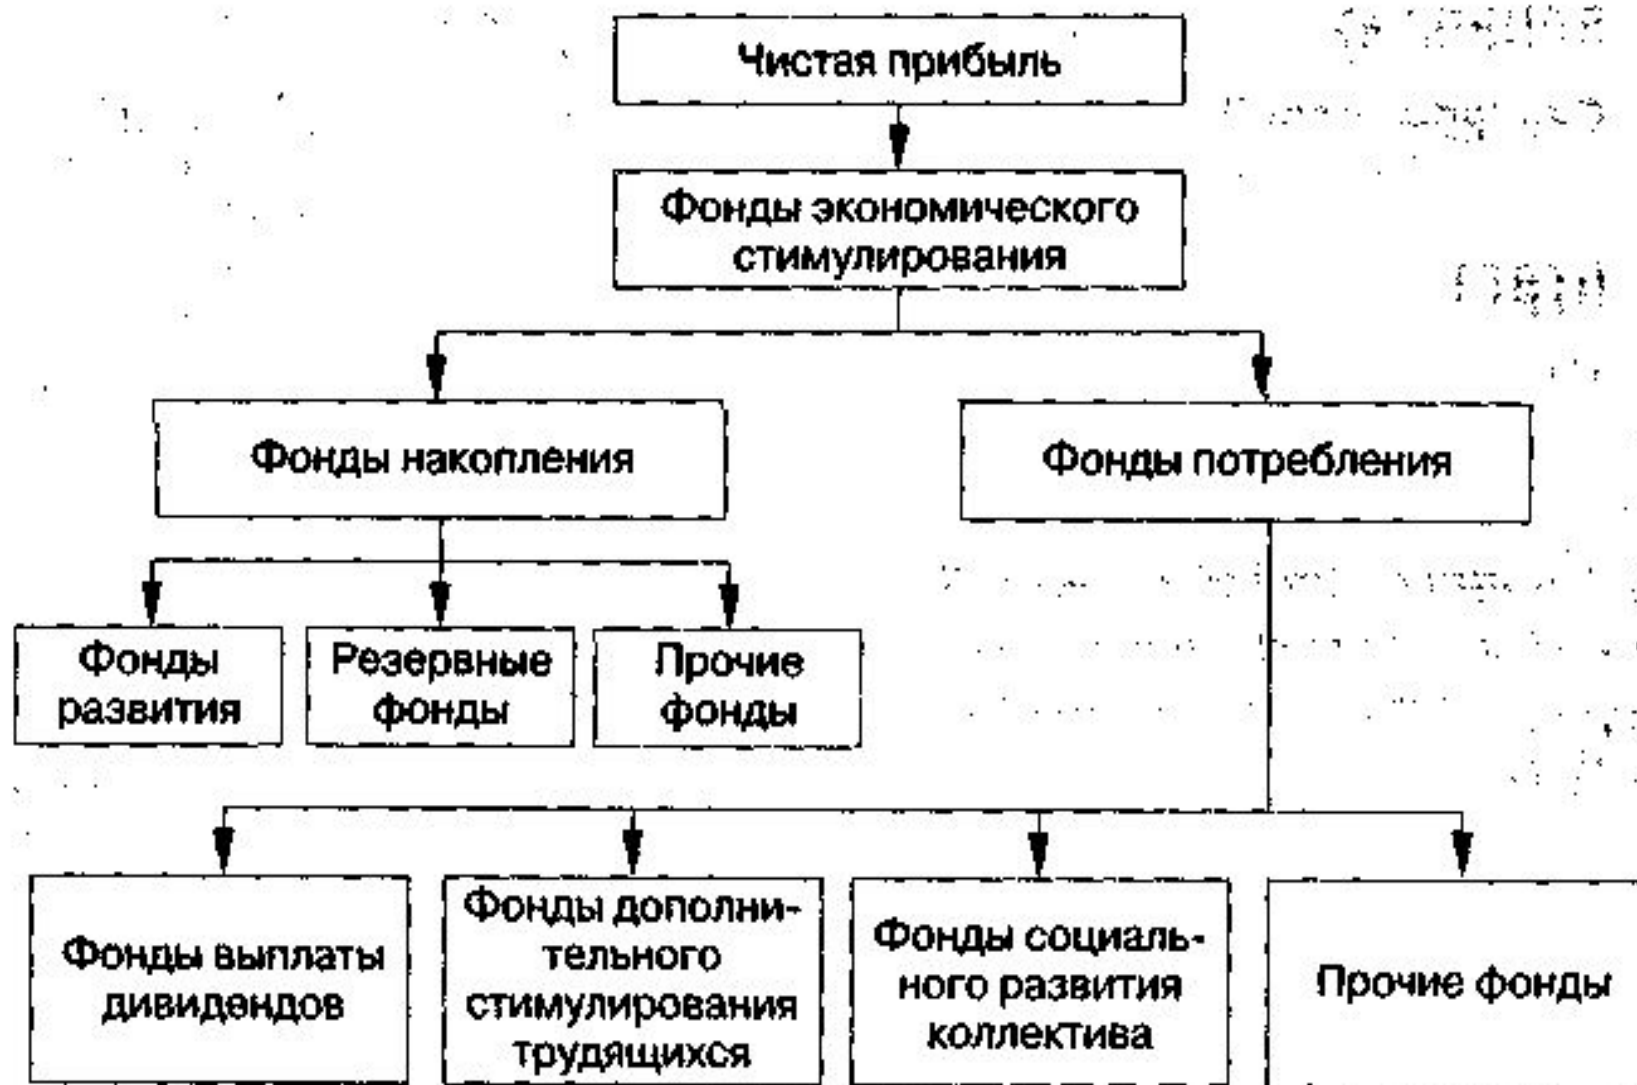 Чистая прибыль
Фонды экономического
стимулирования
Фонды накопления
Фонды потребления
Фонды
развития
Резервные
фонды
Прочие
фонды
Фонды выплаты
дивидендов
Фонды дополни-
тельного
стимулирования
трудящихся
Фонды социаль-
ного развития
коллектива
Прочие фонды